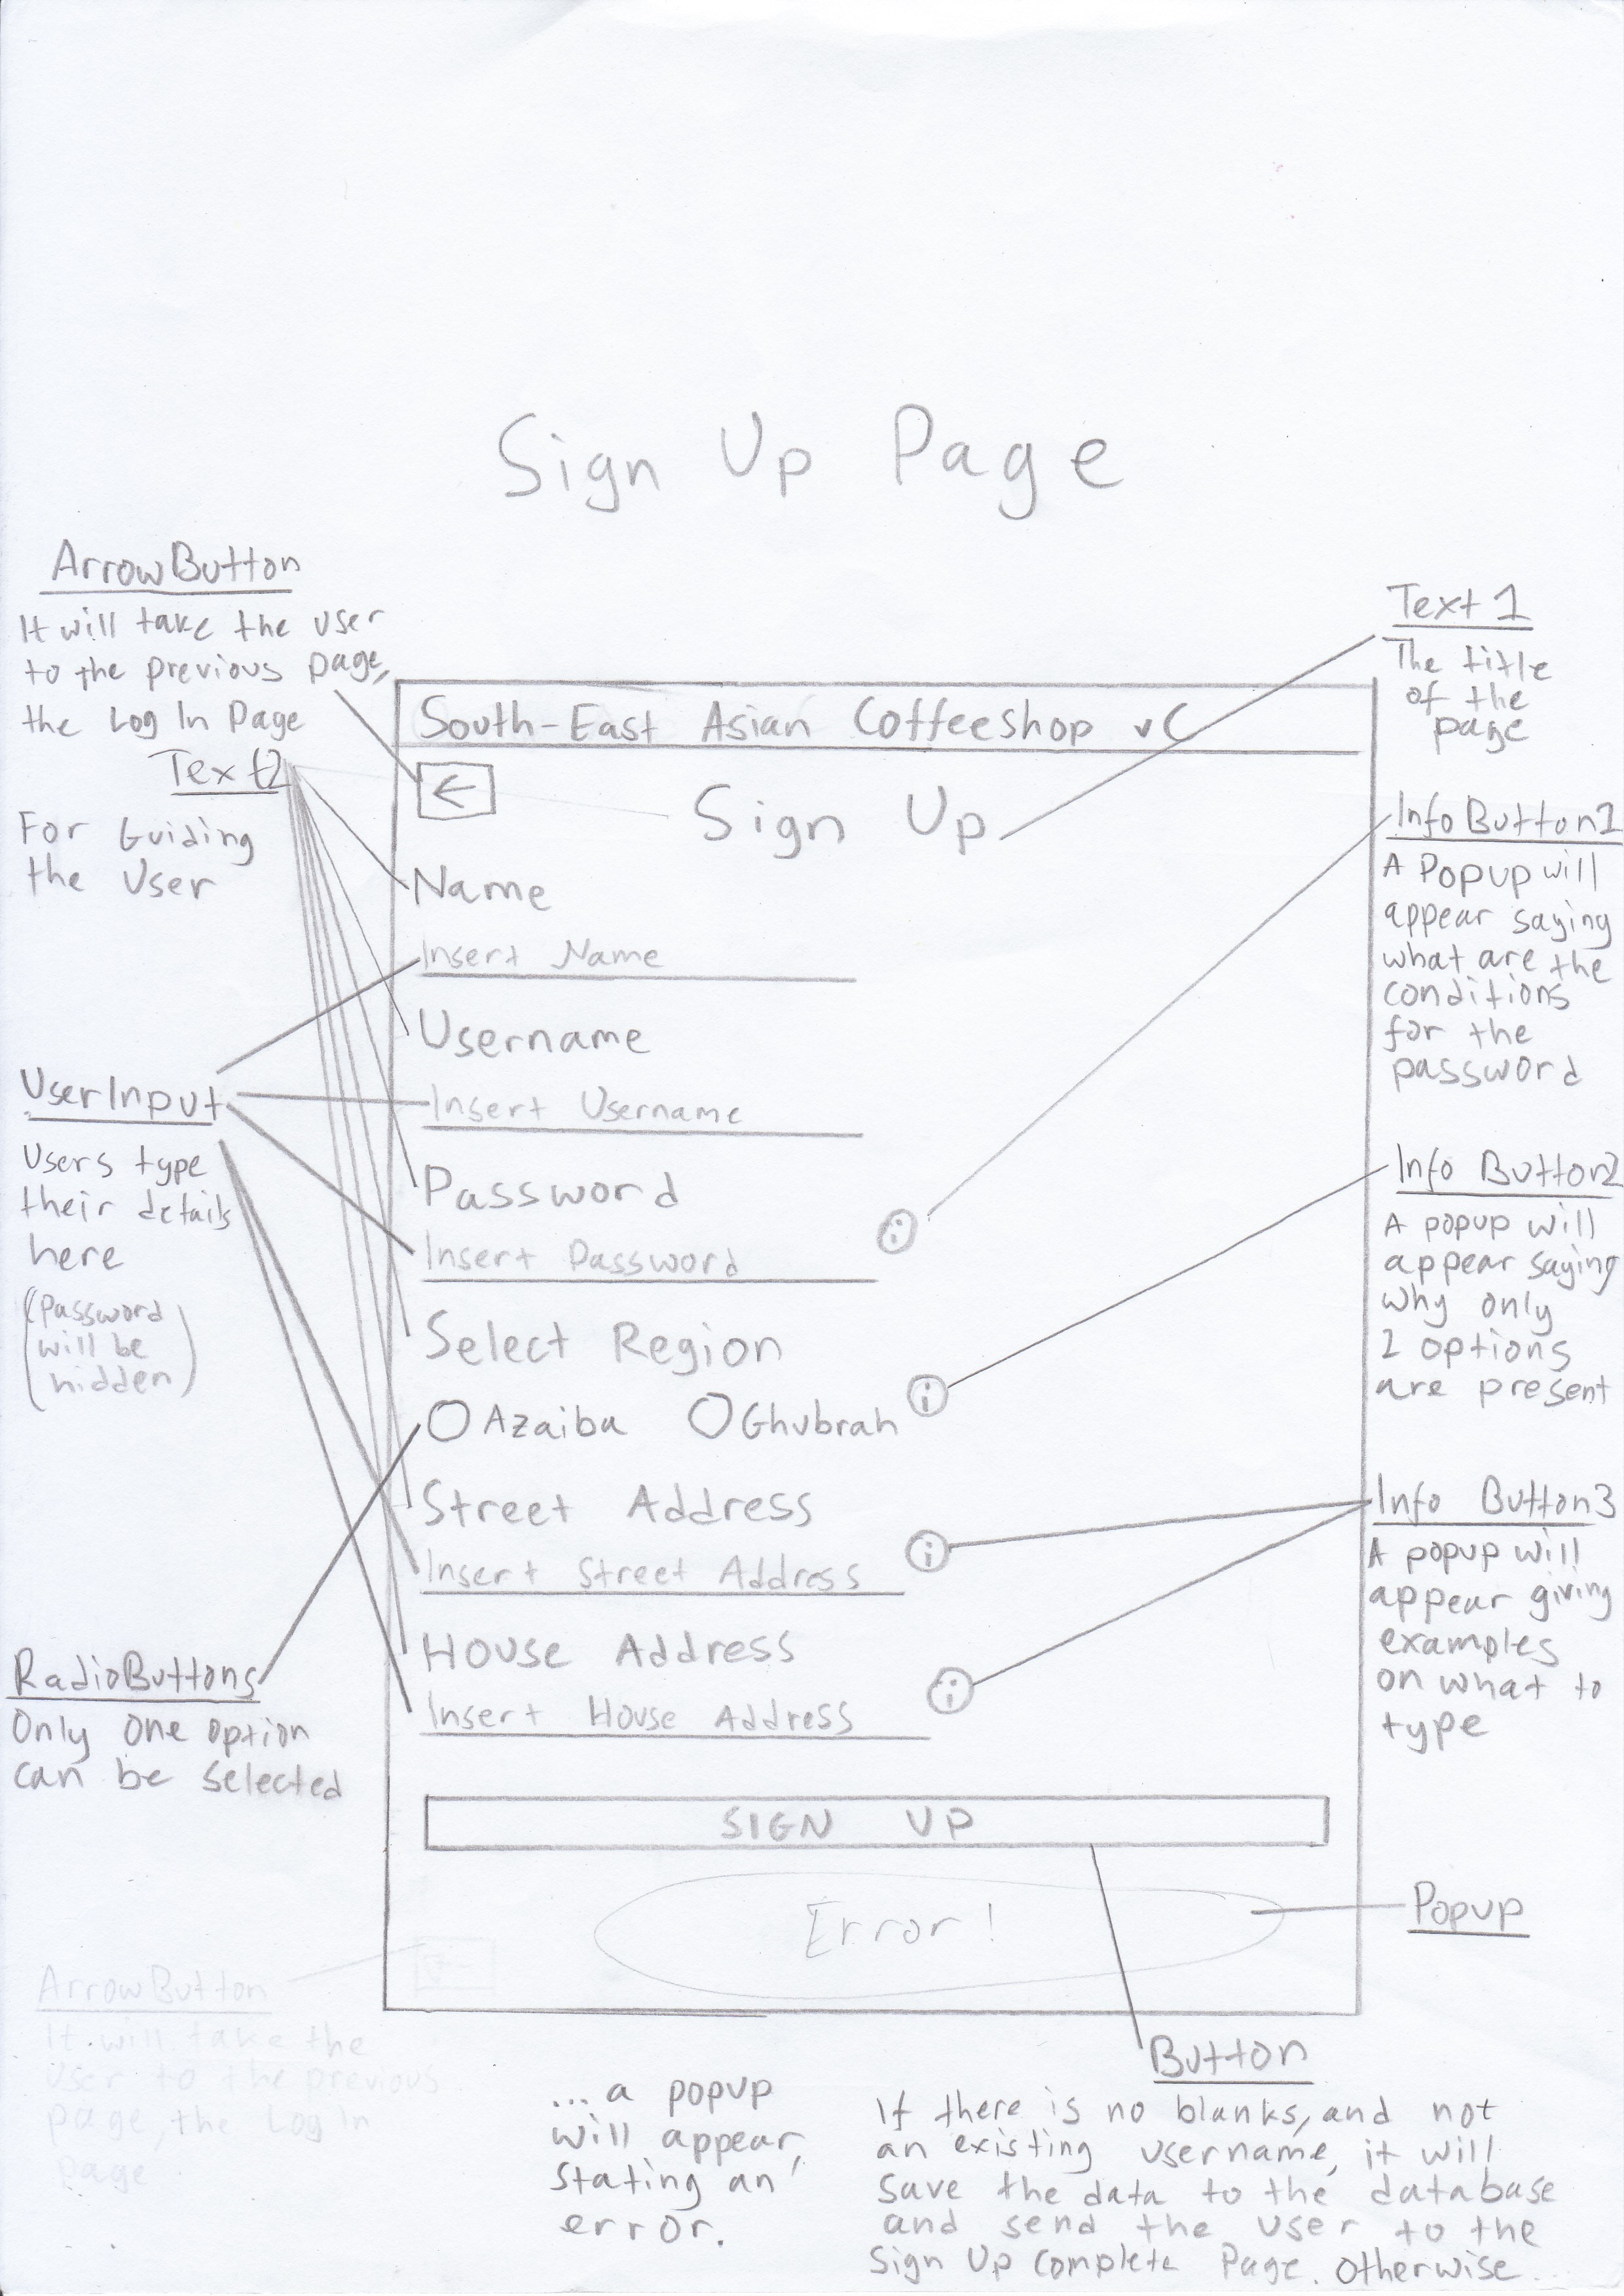 Sign Up Page
ArrowButton
It will take the user
to the previous page,
the Log In Page
Text2
For Guiding
the User
UserInput
Users type
their details
here
(Password
will be
hidden)
RadioButtons
Only one option
can be selected
South-East Asian Coffeeshop vC
←
Sign Up
Name
Insert Name
Username
Insert Username
Password
Insert Password
i
Select Region
Azaiba Ghubrah
i
Street Address
Insert Street Address
i
House Address
Insert House Address
i
SIGN UP
Error!
Text 1
The title
of the
page
Info Button1
A Popup will
appear saying
what are the
conditions
for the
password
Info Button2
A popup will
appear saying
why only
2 options
are present
Info Button3
A popup will
appear giving
examples
on what to
type
Popup
Button
If there is no blanks, and not
an existing username, it will
save the data to the database
and send the user to the
Sign Up Complete Page. Otherwise...
...a popup
will appear,
stating an
error.
ArrowButton
It will take the
user to the previous
page, the Log In
page